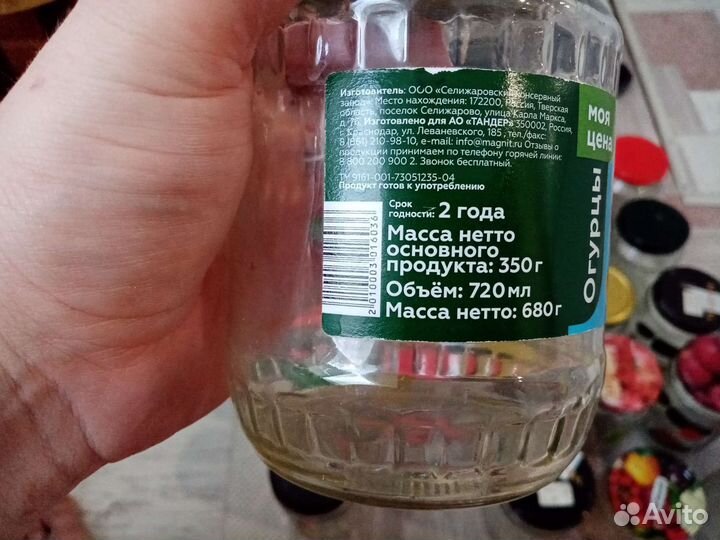 Изготовитель: ООО «Селижаровский консервный
завод» Место нахождения: 172200, Россия, Тверская
область, поселок Селижарово, улица Карла Маркса,
Изготовлено для АО «ТАНДЕР» 350002, Россия,
г. Краснодар, ул. Леваневского, 185, тел./факс:
8 (861) 210-98-10, e-mail: info@magnit.ru Отзывы о
продукции принимаем по телефону горячей линии:
8 800 200 900 2. Звонок бесплатный.
9161-001-73051235-04
Продукт готов к употреблению
Срок
годности: 2 года
Масса нетто
основного
продукта: 350 г
Объём: 720 мл
Масса нетто: 680 г
2 010003 016036
моя
цена
Огурцы
Avito